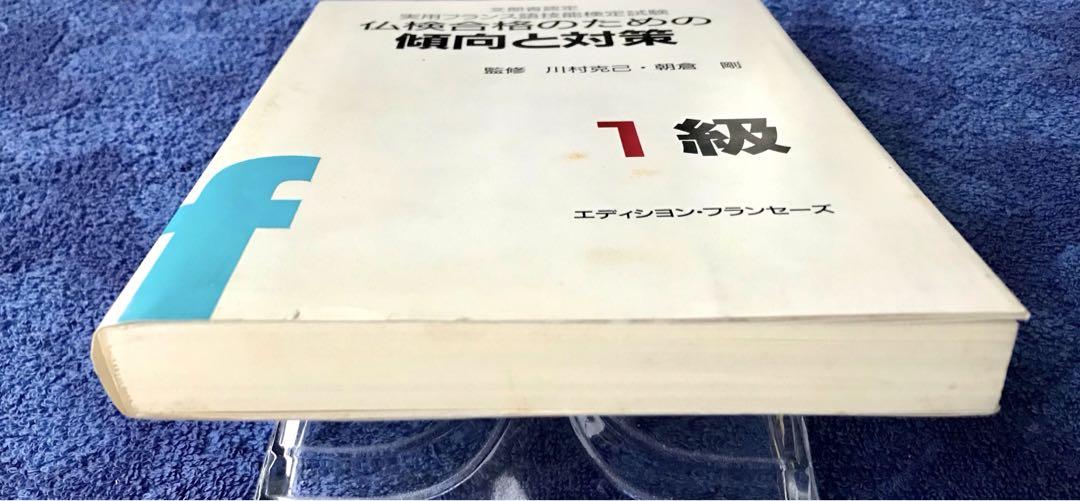 文部省認定
実用フランス語技能検定試験
仏検合格のための
傾向と対策
監修 川村克己・朝倉 剛
1級
エディシヨン・フランセーズ
f